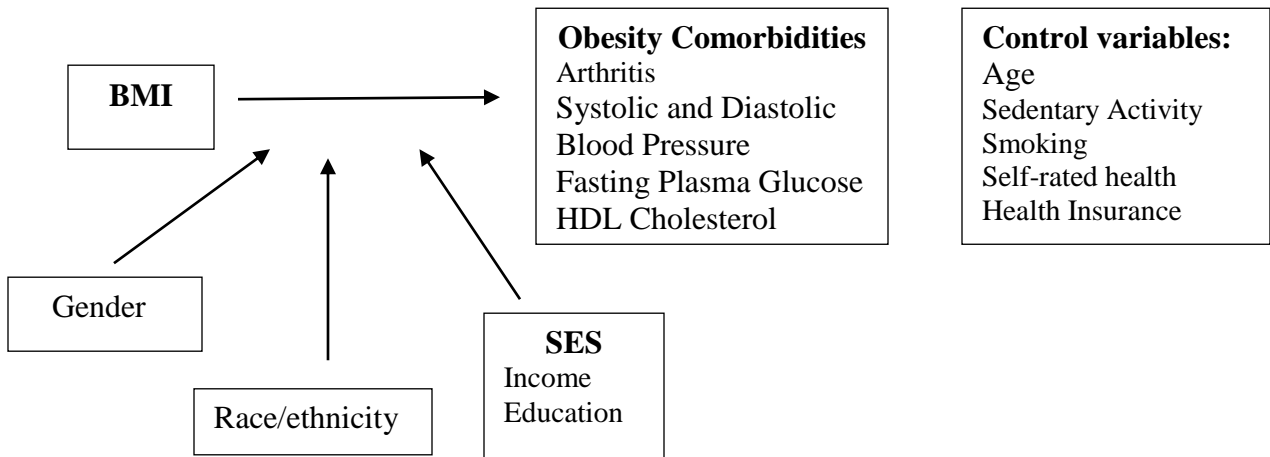 BMI
Obesity Comorbidities
Arthritis
Systolic and Diastolic
Blood Pressure
Fasting Plasma Glucose
HDL Cholesterol
Control variables:
Age
Sedentary Activity
Smoking
Self-rated health
Health Insurance
Gender
Race/ethnicity
SES
Income
Education